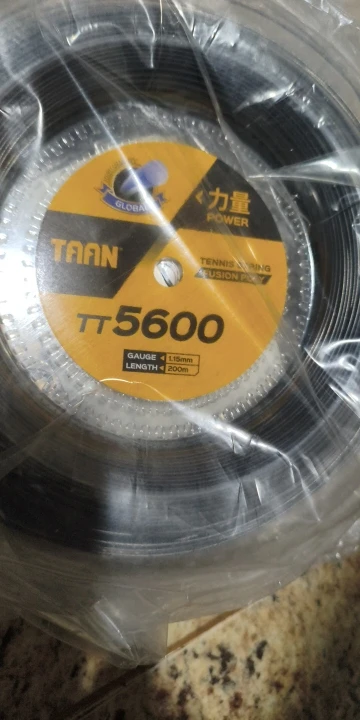 GLOBAL
力量
POWER
TAAN
TENNIS STRING
FUSION POLY
TT5600
GAUGE 1.15mm
LENGTH 200m